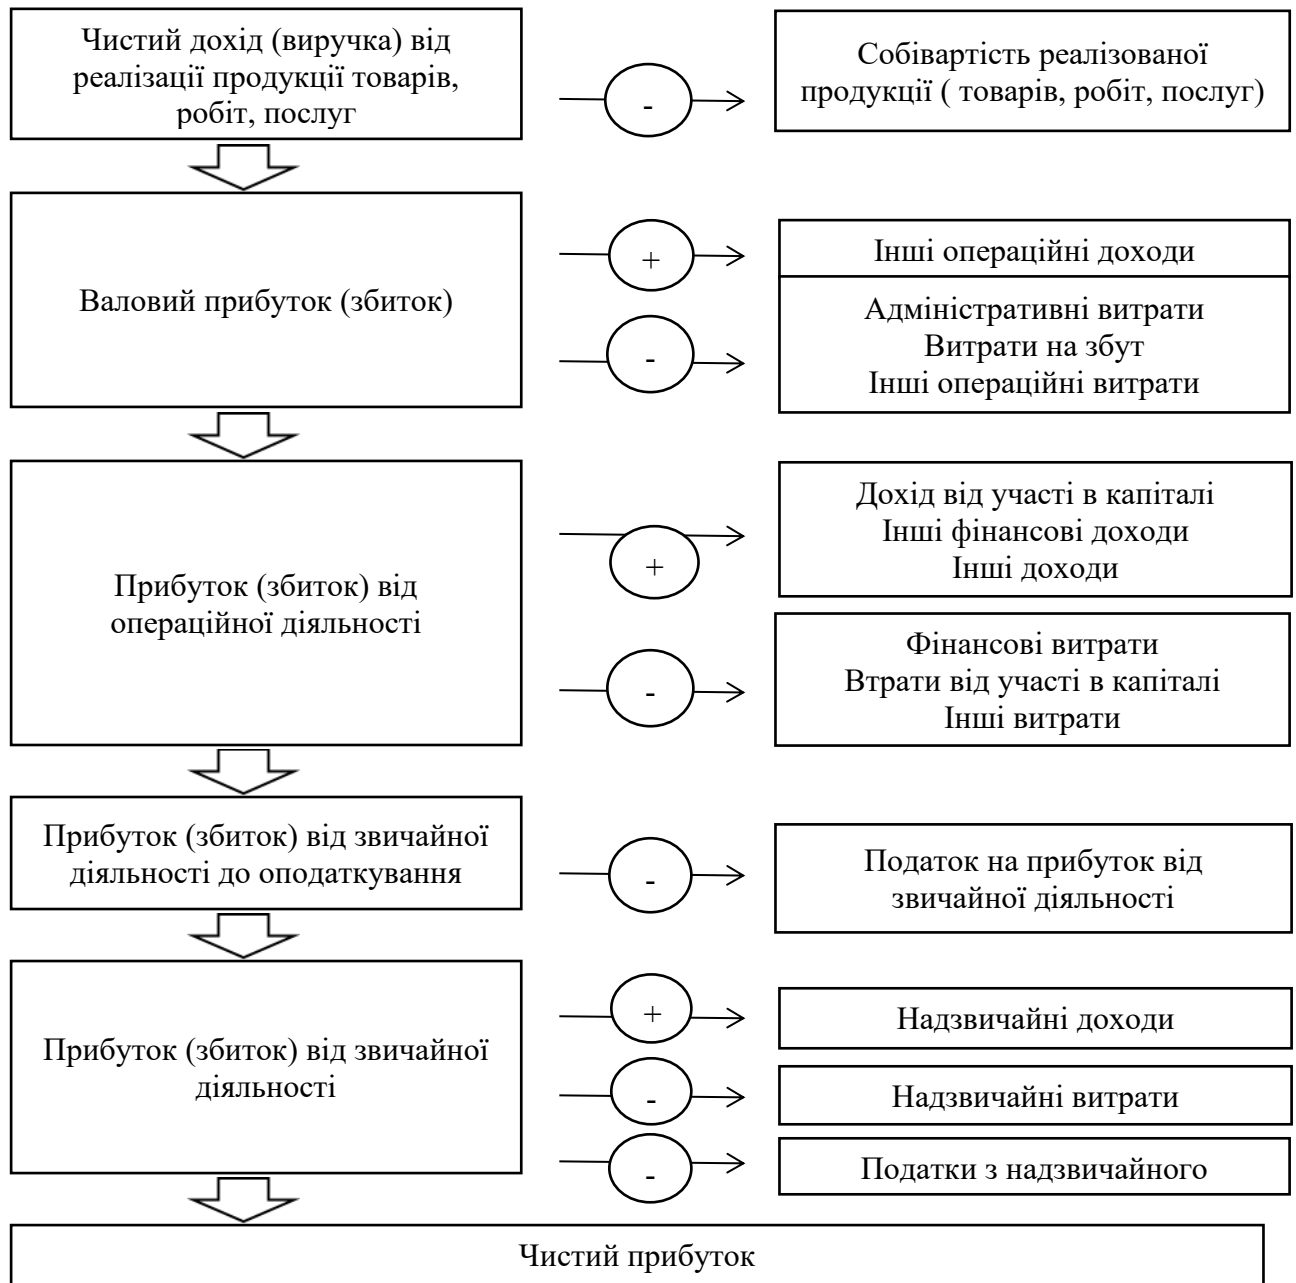 Чистий дохід (виручка) від
реалізації продукції товарів,
робіт, послуг
-
Собівартість реалізованої
продукції ( товарів, робіт, послуг)
Валовий прибуток (збиток)
+
Інші операційні доходи
-
Адміністративні витрати
Витрати на збут
Інші операційні витрати
Прибуток (збиток) від
операційної діяльності
+
Дохід від участі в капіталі
Інші фінансові доходи
Інші доходи
-
Фінансові витрати
Втрати від участі в капіталі
Інші витрати
Прибуток (збиток) від звичайної
діяльності до оподаткування
-
Податок на прибуток від
звичайної діяльності
Прибуток (збиток) від звичайної
діяльності
+
Надзвичайні доходи
-
Надзвичайні витрати
-
Податки з надзвичайного
Чистий прибуток